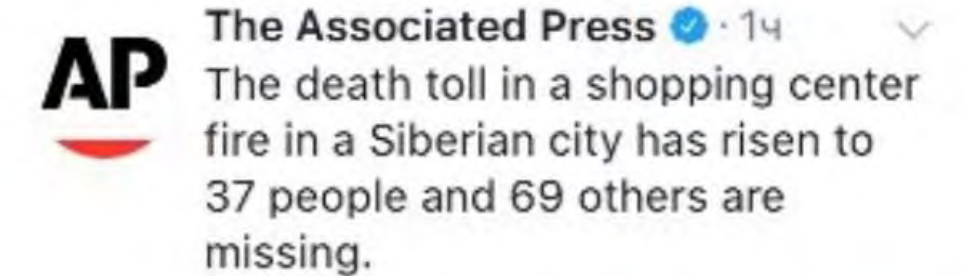 The Associated Press · 1ч
AP
The death toll in a shopping center
fire in a Siberian city has risen to
37 people and 69 others are
missing.